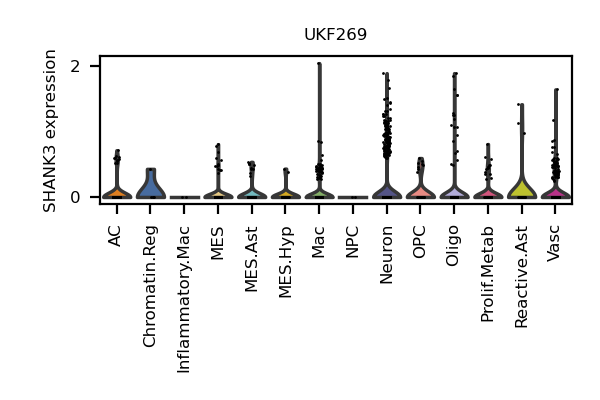 UKF269
SHANK3 expression
2
0
AC
Chromatin.Reg
Inflammatory.Mac
MES
MES.Ast
MES.Hyp
Mac
NPC
Neuron
OPC
Oligo
Prolif.Metab
Reactive.Ast
Vasc